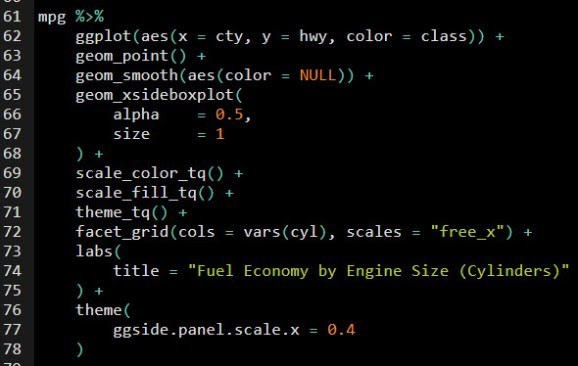 61 mpg %>%
62     ggplot(aes(x = cty, y = hwy, color = class)) +
63     geom_point() +
64     geom_smooth(aes(color = NULL)) +
65     geom_xsideboxplot(
66         alpha    = 0.5,
67         size     = 1
68     ) +
69     scale_color_tq() +
70     scale_fill_tq() +
71     theme_tq() +
72     facet_grid(cols = vars(cyl), scales = "free_x") +
73     labs(
74         title = "Fuel Economy by Engine Size (Cylinders)"
75     ) +
76     theme(
77         ggside.panel.scale.x = 0.4
78     )